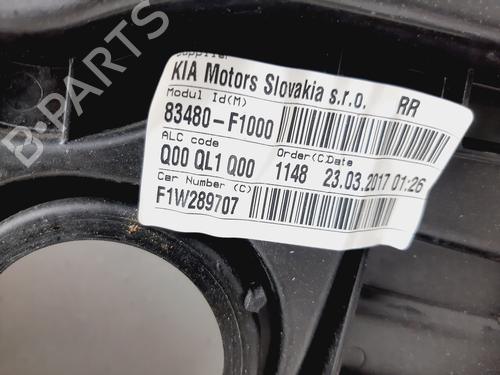 B-PARTS
Supplier
KIA Motors Slovakia s.r.o. RR
Modul Id(M)
83480-F1000
ALC code Order(C)Date
Q00 QL1 Q00 1148 23.03.2017 01:26
Car Number (C)
F1W289707